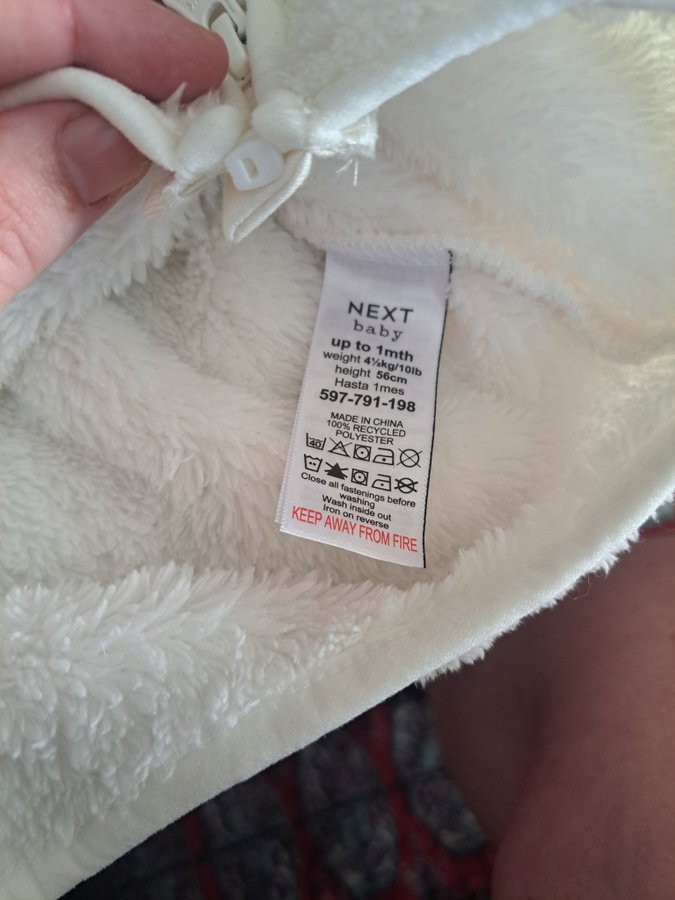 NEXT
baby
up to 1mth
weight 4½kg/10lb
height 56cm
Hasta 1mes
597-791-198
MADE IN CHINA
100% RECYCLED
POLYESTER
40
Close all fastenings before
washing
Wash inside out
Iron on reverse
KEEP AWAY FROM FIRE